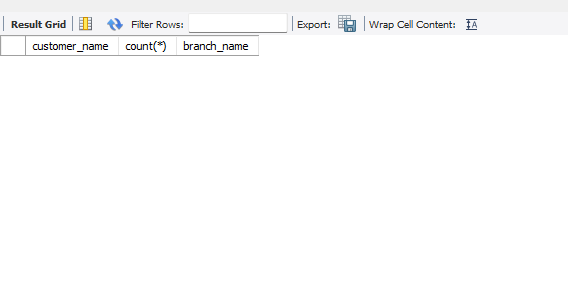 Result Grid Filter Rows: Export: Wrap Cell Content:
customer_name count(*) branch_name